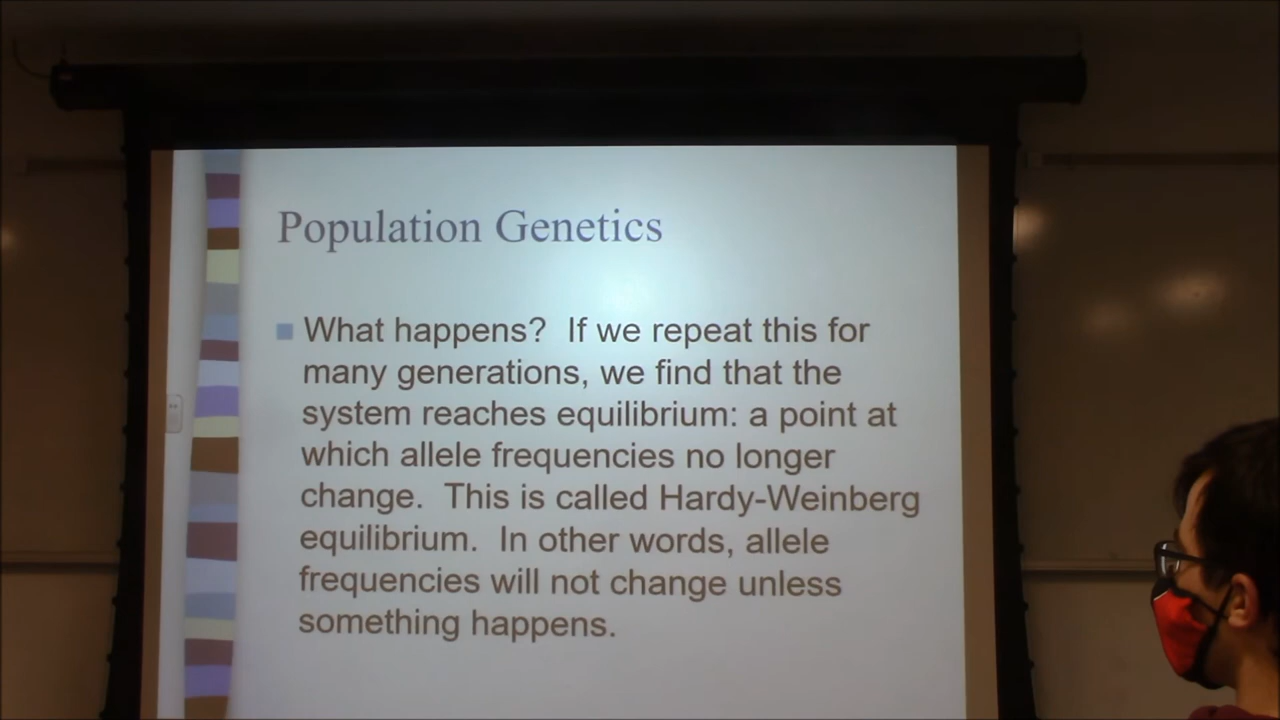 Population Genetics
What happens? If we repeat this for
many generations, we find that the
system reaches equilibrium: a point at
which allele frequencies no longer
change. This is called Hardy-Weinberg
equilibrium. In other words, allele
frequencies will not change unless
something happens.